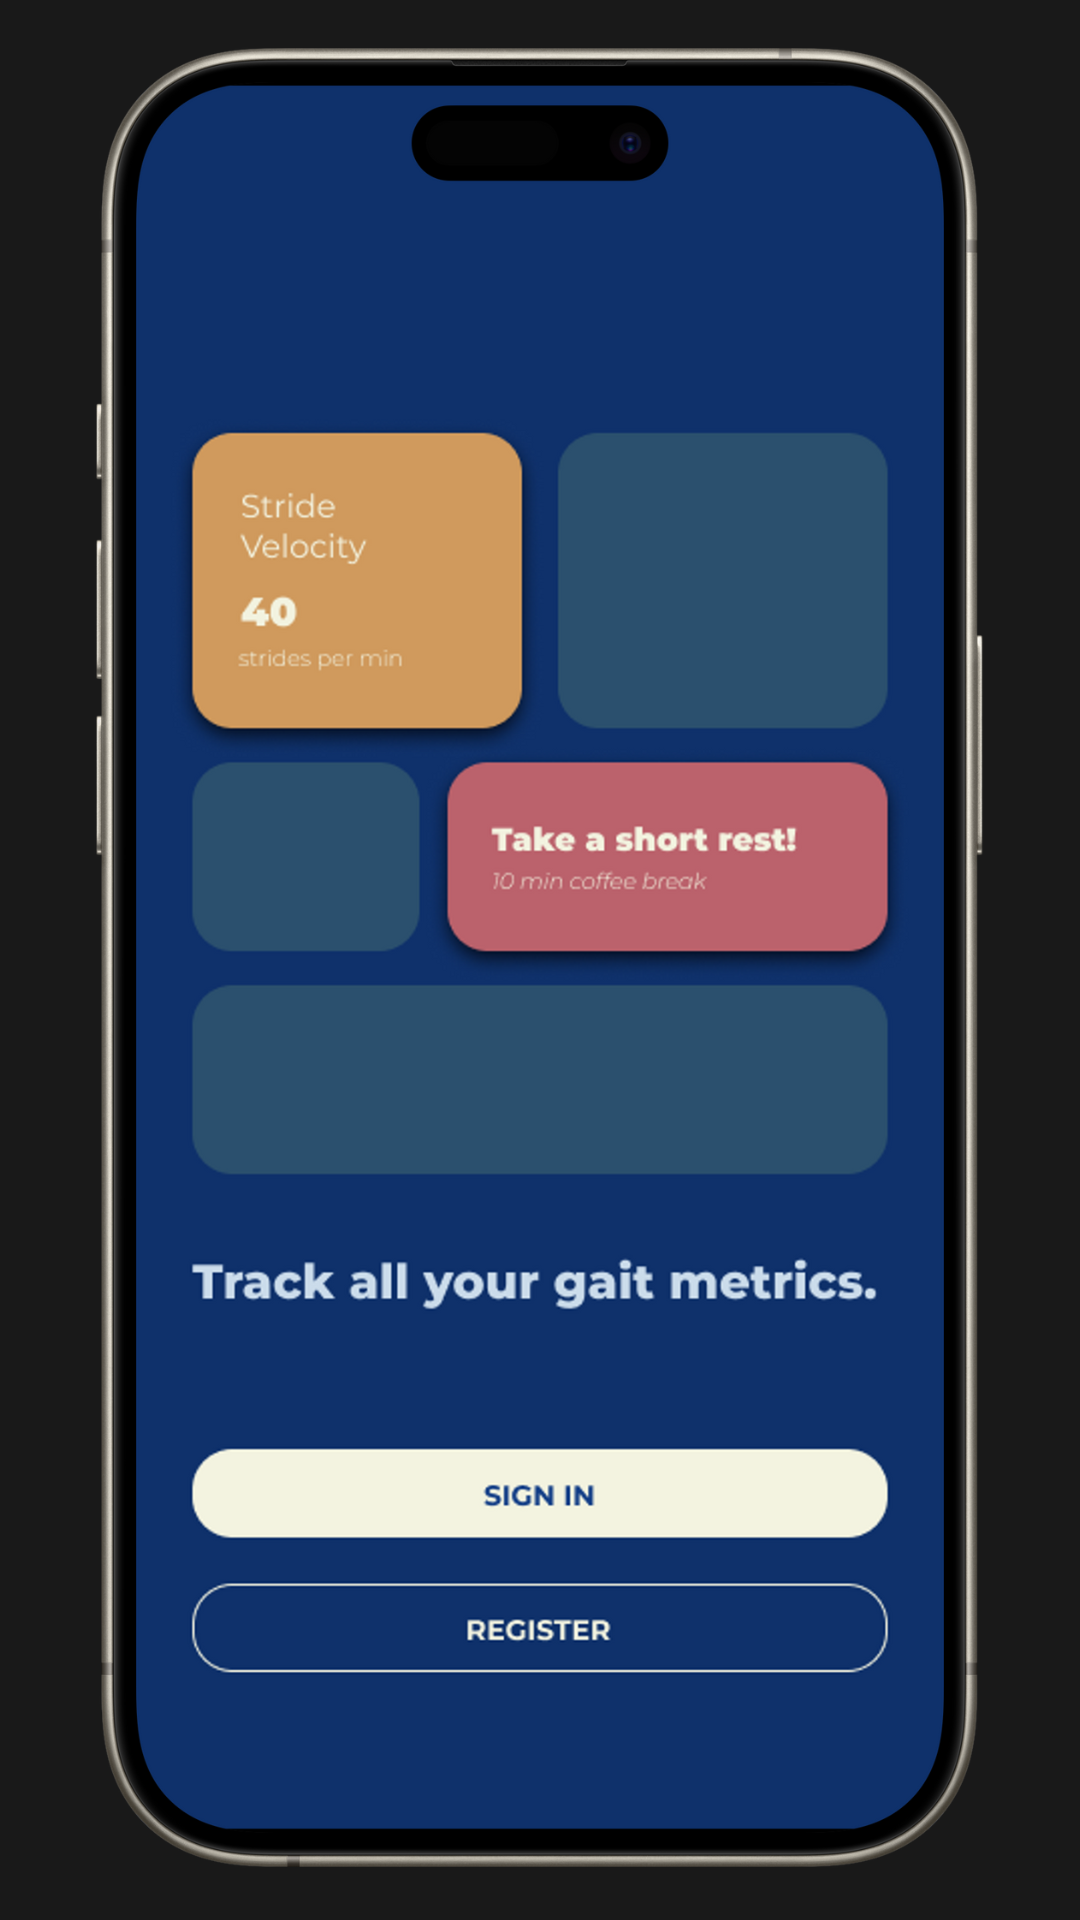 Stride
Velocity
40
strides per min
Take a short rest!
10 min coffee break
Track all your gait metrics.
SIGN IN
REGISTER